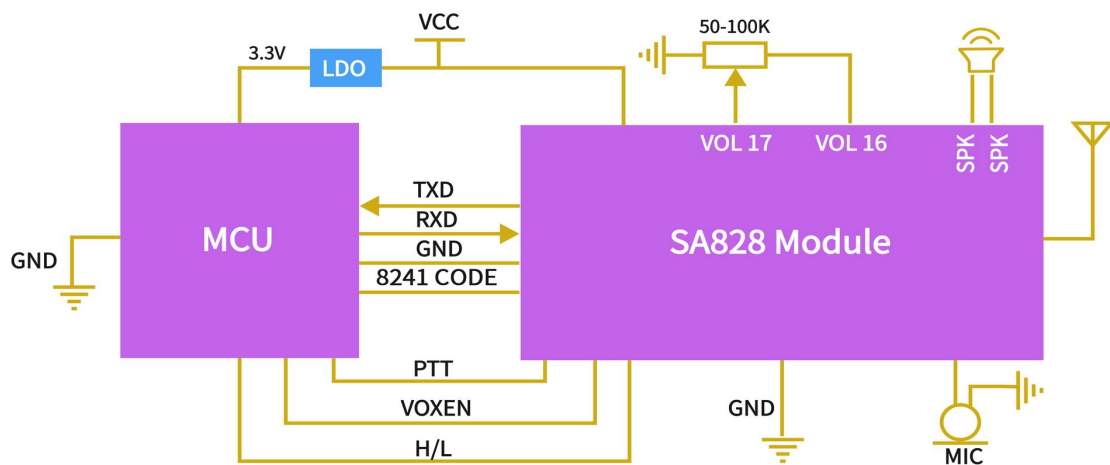 VCC
50-100K
3.3V
LDO
VOL 17
VOL 16
SPK
SPK
TXD
RXD
MCU
SA828 Module
GND
GND
8241 CODE
PTT
VOXEN
GND
H/L
MIC